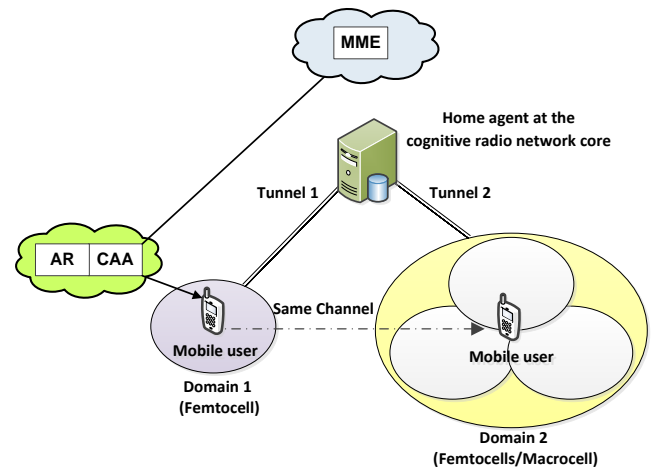 MME
Home agent at the
cognitive radio network core
Tunnel 1
Tunnel 2
AR
CAA
Same Channel
Mobile user
Mobile user
Domain 1
(Femtocell)
Domain 2
(Femtocells/Macrocell)